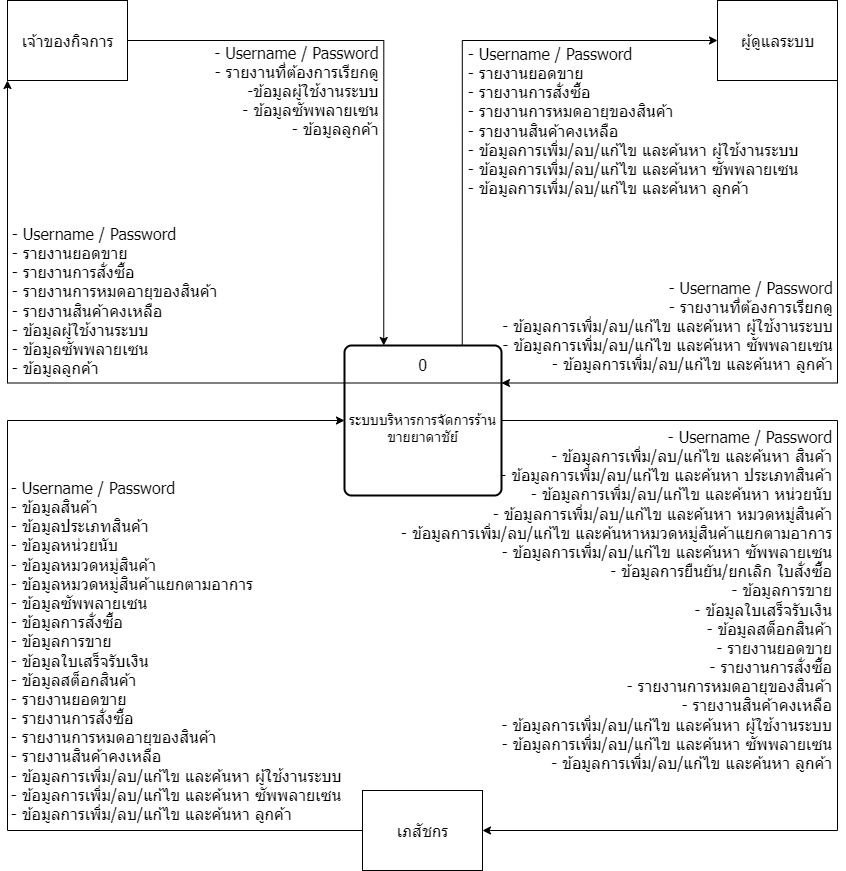 เจ้าของกิจการ
ผู้ดูแลระบบ
- Username / Password
- รายงานที่ต้องการเรียกดู
-ข้อมูลผู้ใช้งานระบบ
- ข้อมูลซัพพลายเซน
- ข้อมูลลูกค้า
- Username / Password
- รายงานยอดขาย
- รายงานการสั่งซื้อ
- รายงานการหมดอายุของสินค้า
- รายงานสินค้าคงเหลือ
- ข้อมูลการเพิ่ม/ลบ/แก้ไข และค้นหา ผู้ใช้งานระบบ
- ข้อมูลการเพิ่ม/ลบ/แก้ไข และค้นหา ซัพพลายเซน
- ข้อมูลการเพิ่ม/ลบ/แก้ไข และค้นหา ลูกค้า
- Username / Password
- รายงานยอดขาย
- รายงานการสั่งซื้อ
- รายงานการหมดอายุของสินค้า
- รายงานสินค้าคงเหลือ
- ข้อมูลผู้ใช้งานระบบ
- ข้อมูลซัพพลายเซน
- ข้อมูลลูกค้า
- Username / Password
- รายงานที่ต้องการเรียกดู
- ข้อมูลการเพิ่ม/ลบ/แก้ไข และค้นหา ผู้ใช้งานระบบ
- ข้อมูลการเพิ่ม/ลบ/แก้ไข และค้นหา ซัพพลายเซน
- ข้อมูลการเพิ่ม/ลบ/แก้ไข และค้นหา ลูกค้า
0
ระบบบริหารการจัดการร้าน
ขายยาดาชัย์
- Username / Password
- ข้อมูลสินค้า
- ข้อมูลประเภทสินค้า
- ข้อมูลหน่วยนับ
- ข้อมูลหมวดหมู่สินค้า
- ข้อมูลหมวดหมู่สินค้าแยกตามอาการ
- ข้อมูลซัพพลายเซน
- ข้อมูลการสั่งซื้อ
- ข้อมูลการขาย
- ข้อมูลใบเสร็จรับเงิน
- ข้อมูลสต็อกสินค้า
- รายงานยอดขาย
- รายงานการสั่งซื้อ
- รายงานการหมดอายุของสินค้า
- รายงานสินค้าคงเหลือ
- ข้อมูลการเพิ่ม/ลบ/แก้ไข และค้นหา ผู้ใช้งานระบบ
- ข้อมูลการเพิ่ม/ลบ/แก้ไข และค้นหา ซัพพลายเซน
- ข้อมูลการเพิ่ม/ลบ/แก้ไข และค้นหา ลูกค้า
- Username / Password
- ข้อมูลการเพิ่ม/ลบ/แก้ไข และค้นหา สินค้า
- ข้อมูลการเพิ่ม/ลบ/แก้ไข และค้นหา ประเภทสินค้า
- ข้อมูลการเพิ่ม/ลบ/แก้ไข และค้นหา หน่วยนับ
- ข้อมูลการเพิ่ม/ลบ/แก้ไข และค้นหา หมวดหมู่สินค้า
- ข้อมูลการเพิ่ม/ลบ/แก้ไข และค้นหาหมวดหมู่สินค้าแยกตามอาการ
- ข้อมูลการเพิ่ม/ลบ/แก้ไข และค้นหา ซัพพลายเซน
- ข้อมูลการยืนยัน/ยกเลิก ใบสั่งซื้อ
- ข้อมูลการขาย
- ข้อมูลใบเสร็จรับเงิน
- ข้อมูลสต็อกสินค้า
- รายงานยอดขาย
- รายงานการสั่งซื้อ
- รายงานการหมดอายุของสินค้า
- รายงานสินค้าคงเหลือ
- ข้อมูลการเพิ่ม/ลบ/แก้ไข และค้นหา ผู้ใช้งานระบบ
- ข้อมูลการเพิ่ม/ลบ/แก้ไข และค้นหา ซัพพลายเซน
- ข้อมูลการเพิ่ม/ลบ/แก้ไข และค้นหา ลูกค้า
เภสัชกร